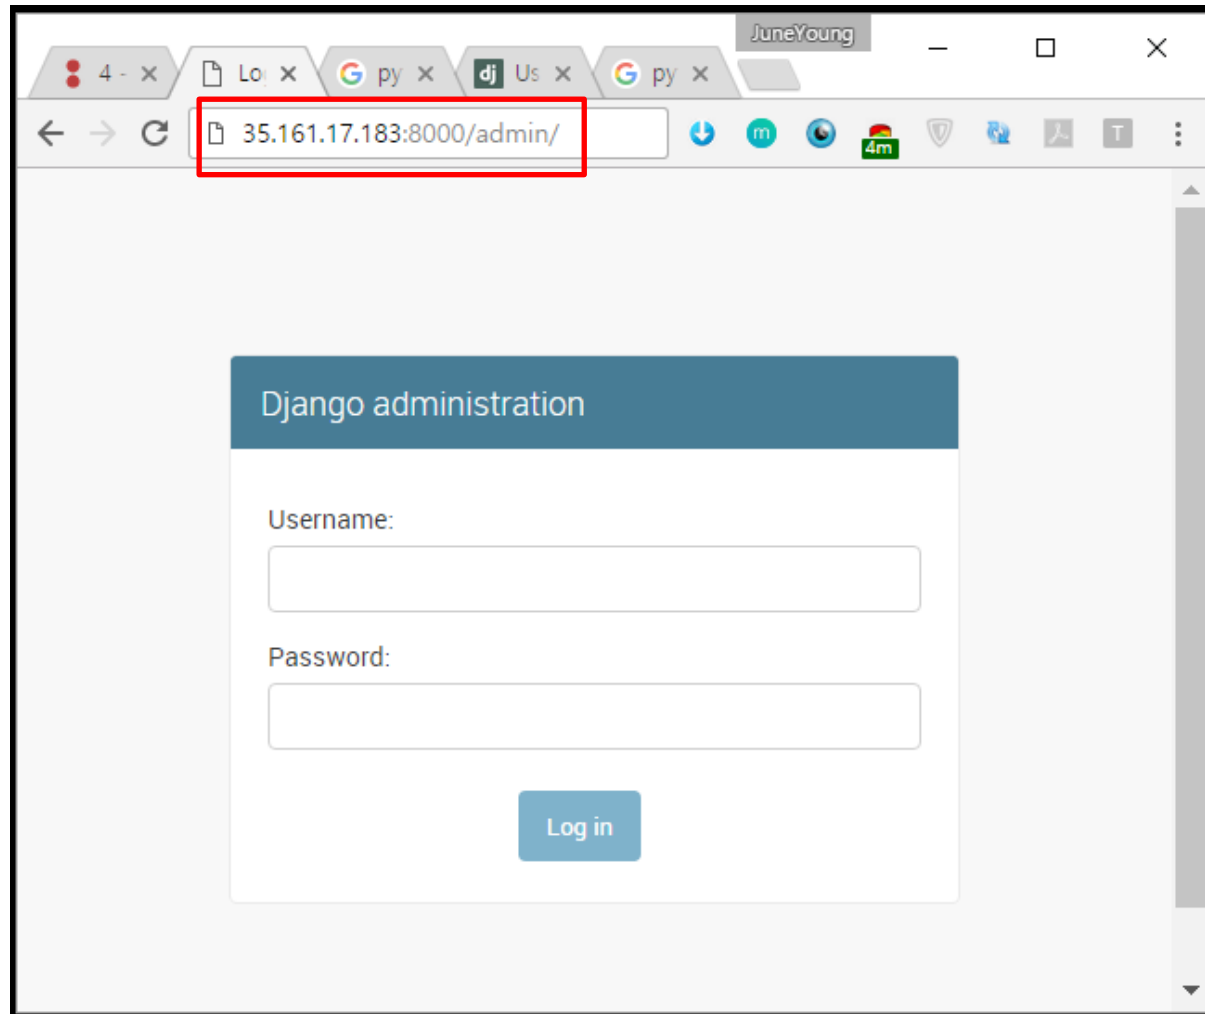 JuneYoung
4 -
Lo
G py
dj Us
G py
35.161.17.183:8000/admin/
m
4m
T
Django administration
Username:
Password:
Log in